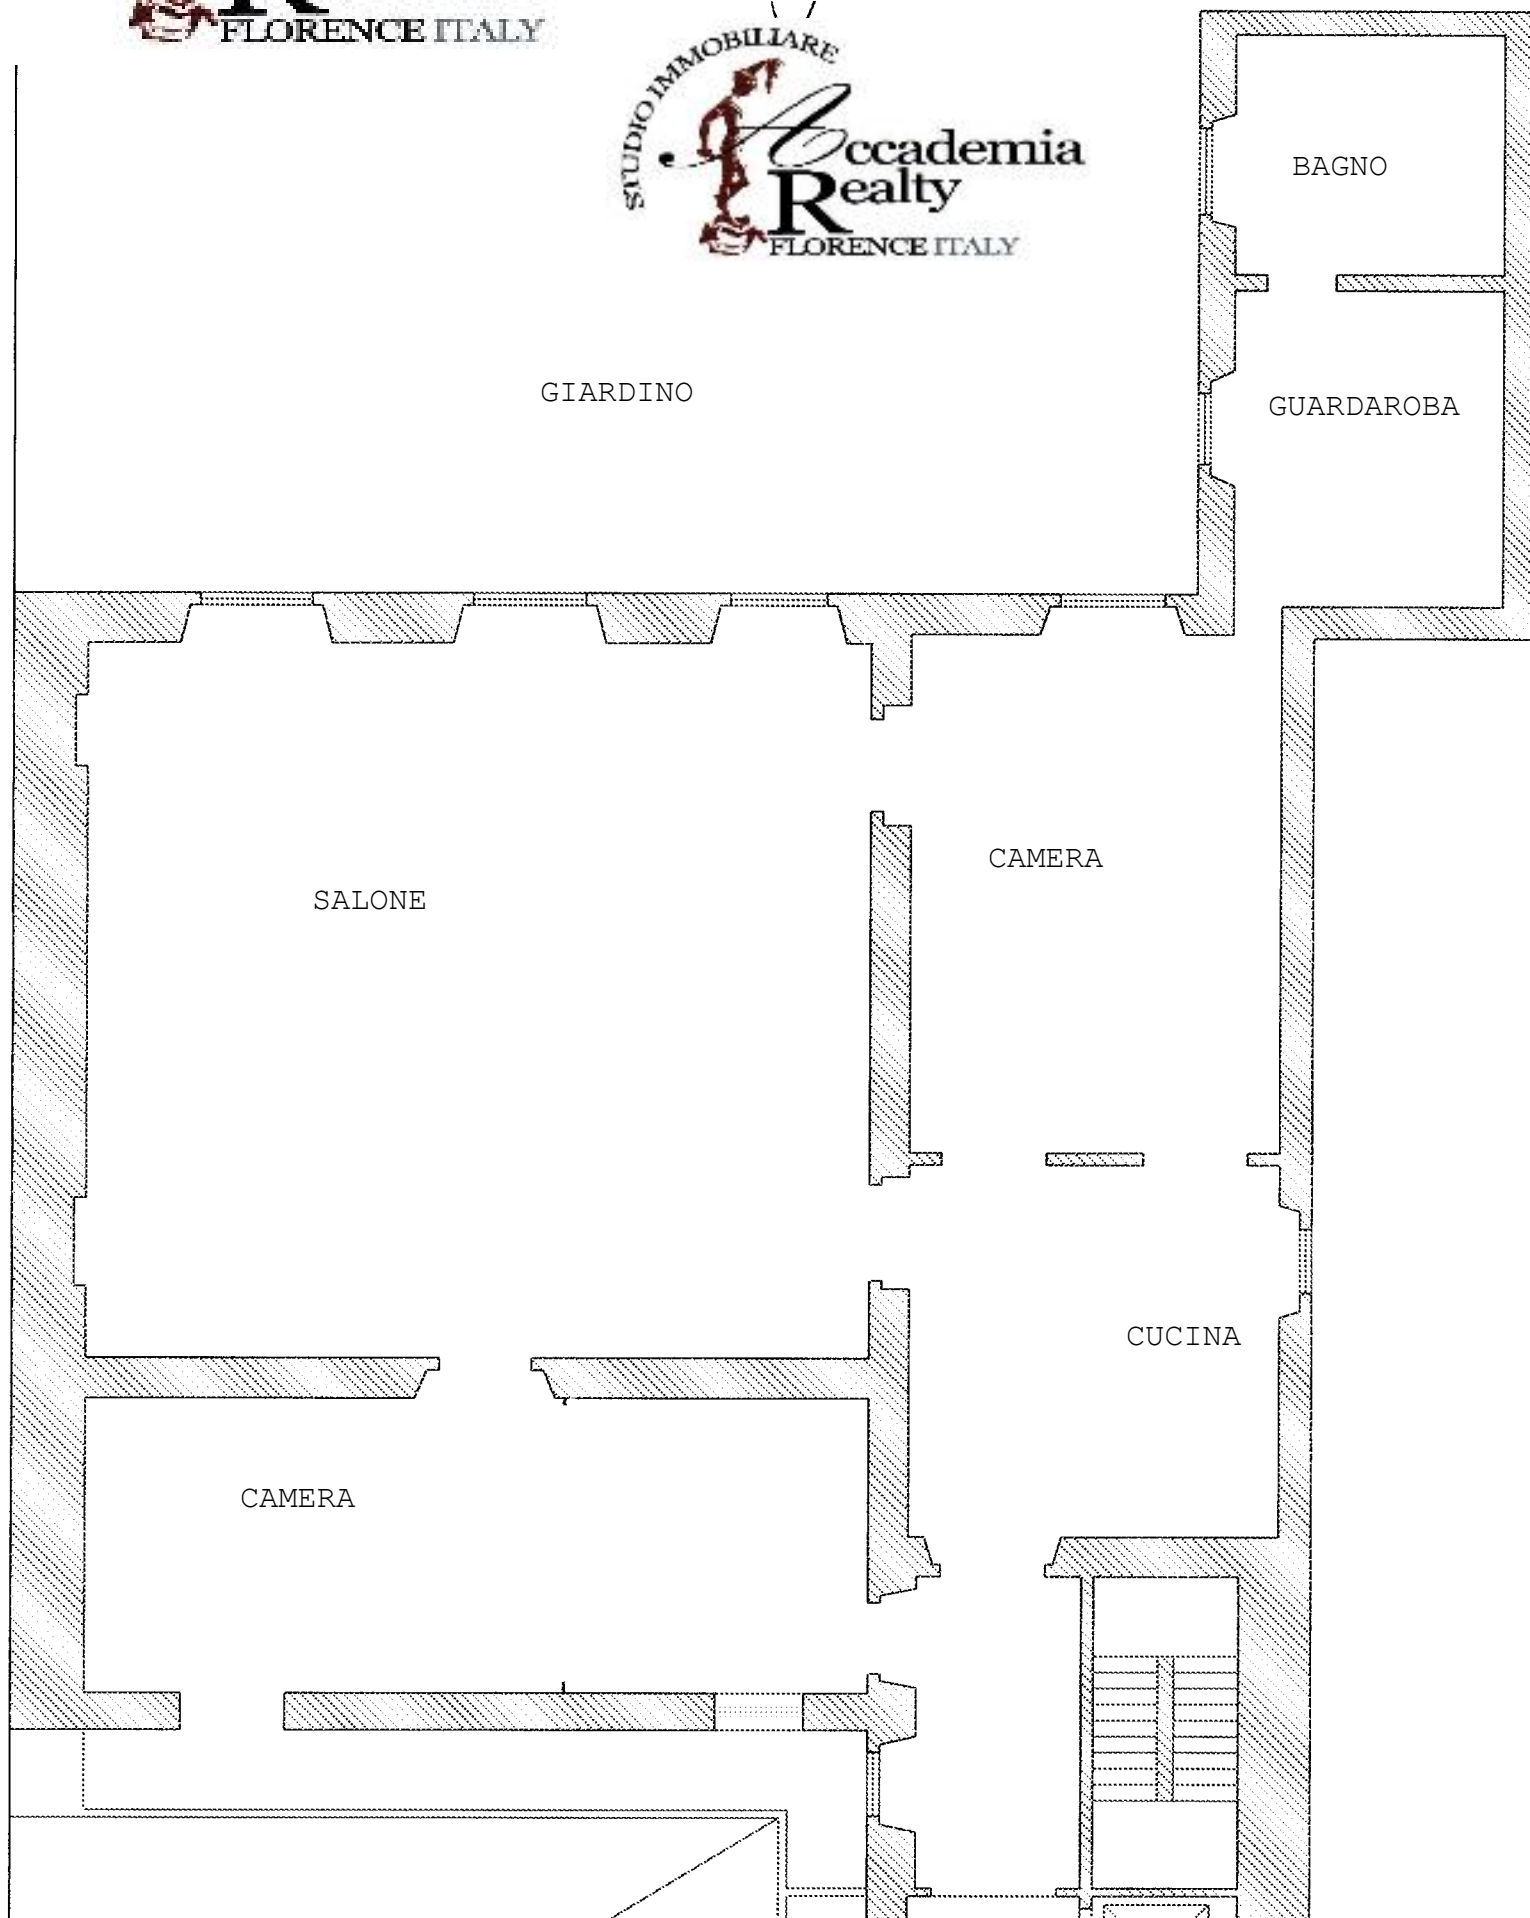 FLORENCE ITALY
STUDIO IMMOBILIARE
Accademia
Realty
FLORENCE ITALY
BAGNO
GIARDINO
GUARDAROBA
CAMERA
SALONE
CUCINA
CAMERA